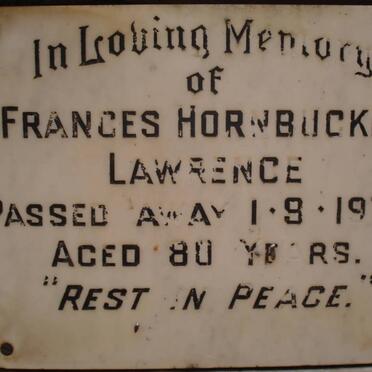 In Loving Memory
of
FRANCES HORNBUCK
LAWRENCE
PASSED AWAY 1·9·19
AGED 80 YEARS.
"REST IN PEACE."